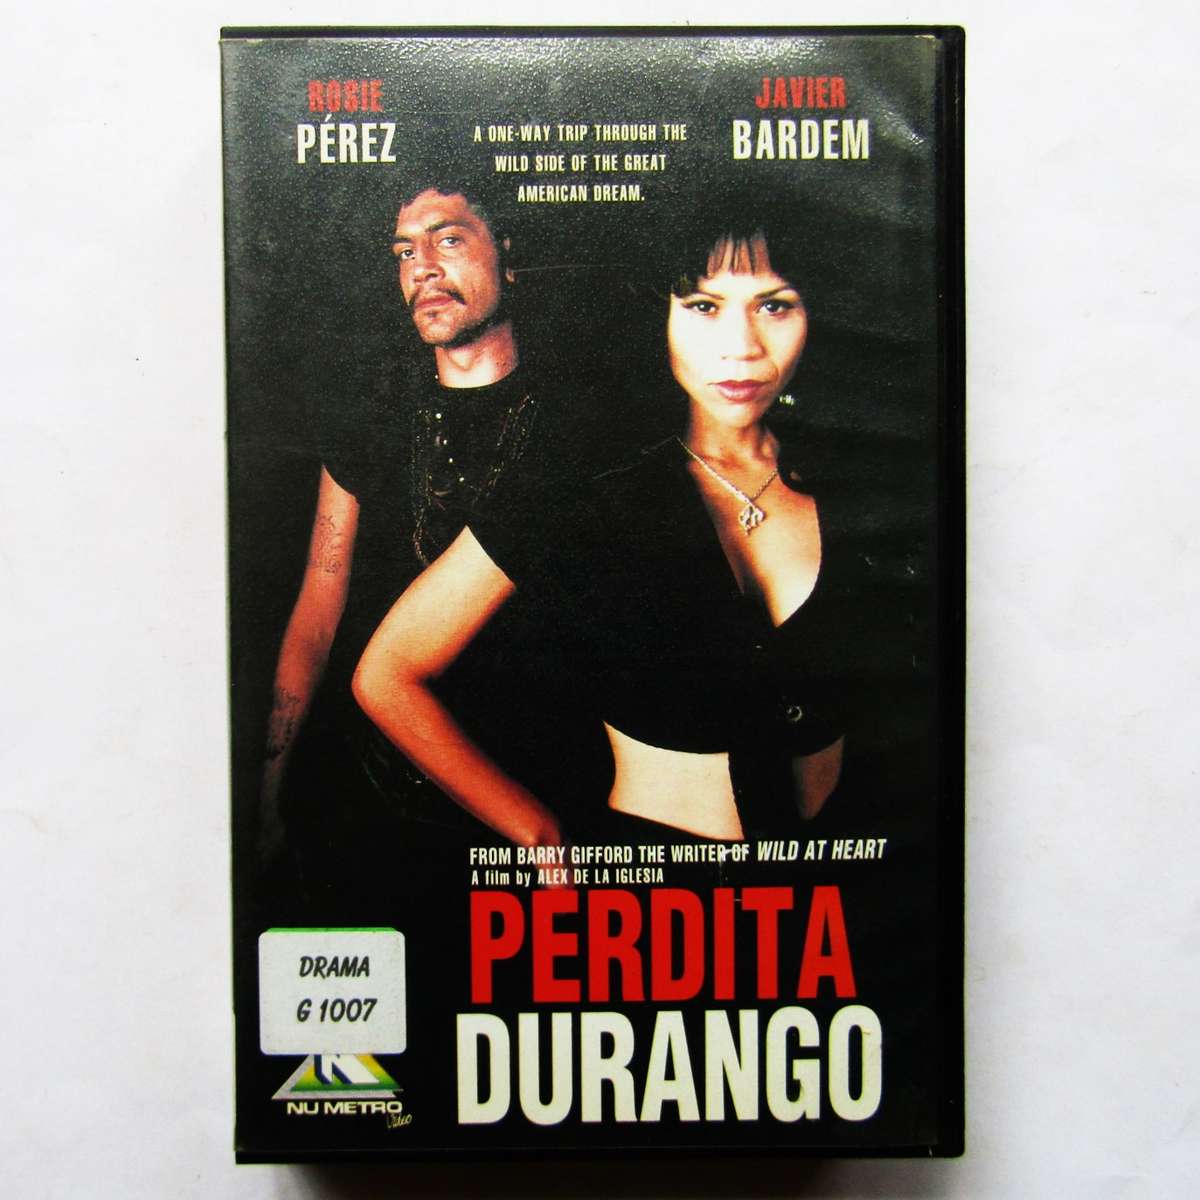 ROSIE
PÉREZ
A ONE-WAY TRIP THROUGH THE
WILD SIDE OF THE GREAT
AMERICAN DREAM.
JAVIER
BARDEM
FROM BARRY GIFFORD THE WRITER OF WILD AT HEART
A film by ALEX DE LA IGLESIA
PERDITA
DURANGO
DRAMA
G 1007
NU METRO
Video